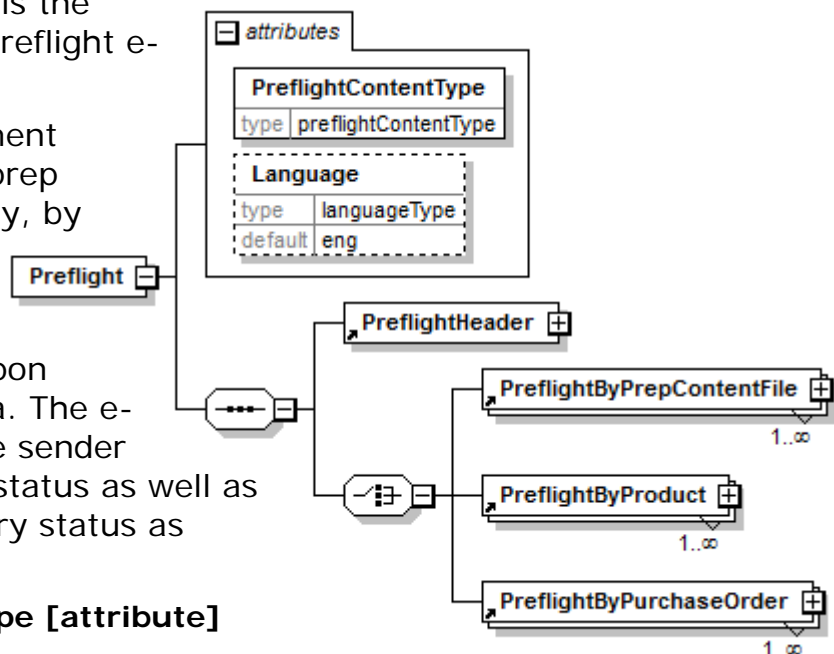 is the
reflight e-
ment
prep
y, by
pon
a. The e-
e sender
status as well as
ry status as
pe [attribute]
attributes
PreflightContentType
type preflightContentType
Language
type languageType
default eng
Preflight
PreflightHeader
PreflightByPrepContentFile
1..∞
PreflightByProduct
1..∞
PreflightByPurchaseOrder
1..∞